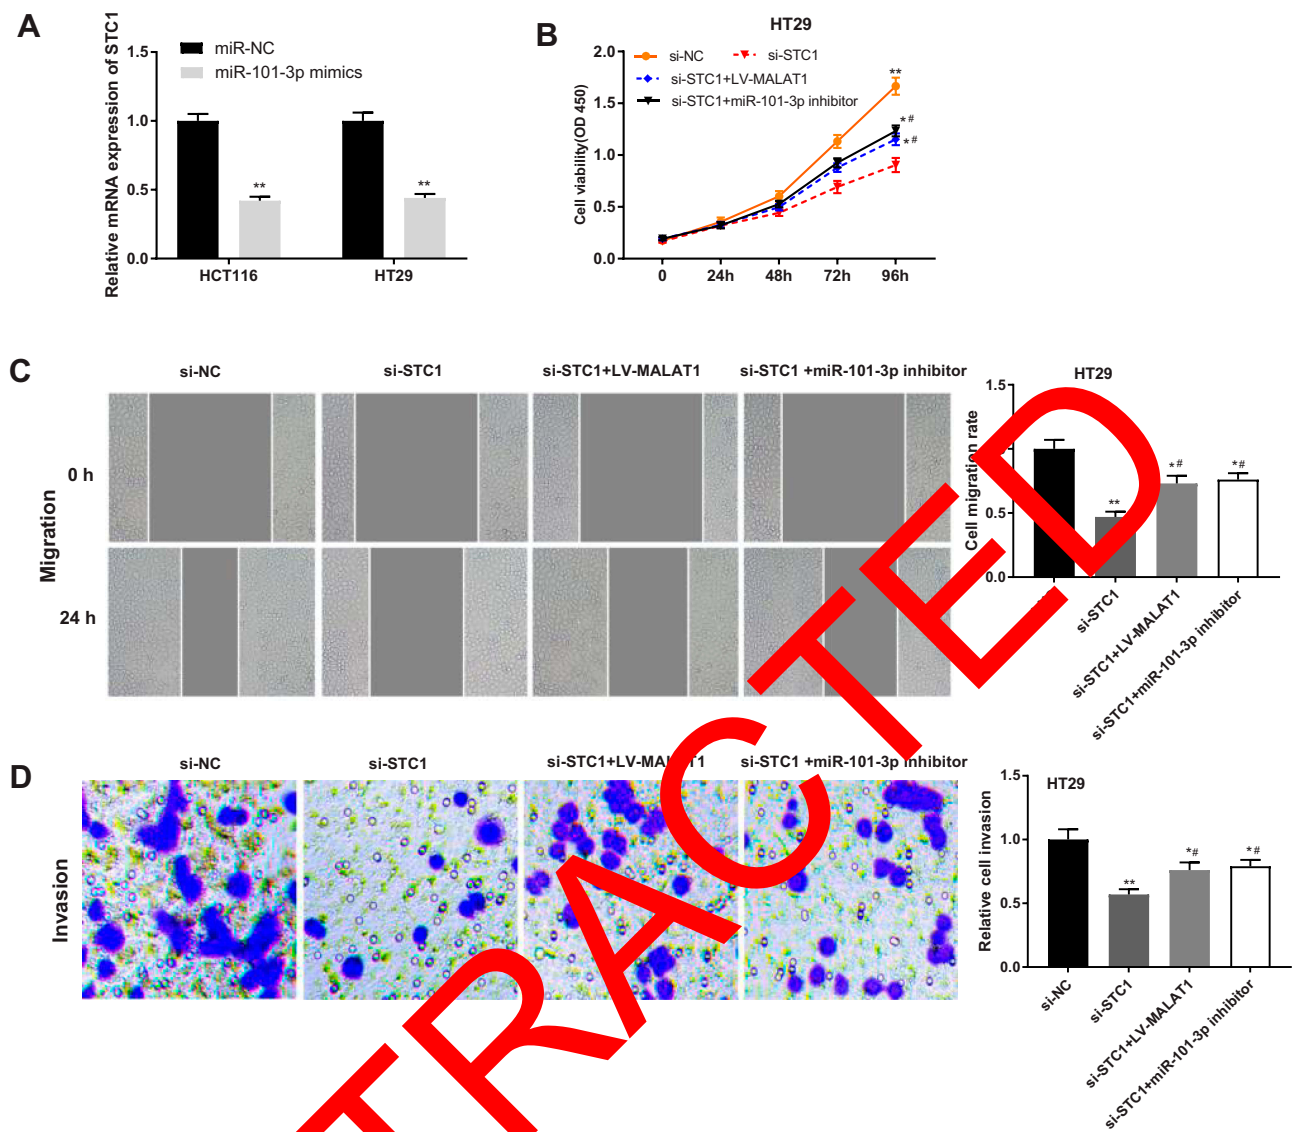 A
Relative mRNA expression of STC1
1.5
1.0
0.5
0.0
miR-NC
miR-101-3p mimics
**
**
HCT116
HT29
B
HT29
Cell viability(OD 450)
2.0
1.5
1.0
0.5
0.0
si-NC
si-STC1
si-STC1+LV-MALAT1
si-STC1+miR-101-3p inhibitor
**
*#
*#
0
24h
48h
72h
96h
C
si-NC
si-STC1
si-STC1+LV-MALAT1
si-STC1 +miR-101-3p inhibitor
Migration
0 h
24 h
HT29
Cell migration rate
1.5
0.5
0.0
**
*#
*#
si-STC1
si-STC1+LV-MALAT1
si-STC1+miR-101-3p inhibitor
D
si-NC
si-STC1
si-STC1+LV-MALAT1
si-STC1 +miR-101-3p inhibitor
Invasion
HT29
Relative cell invasion
1.5
1.0
0.5
0.0
**
*#
*#
si-NC
si-STC1
si-STC1+LV-MALAT1
si-STC1+miR-101-3p inhibitor
TRACTED